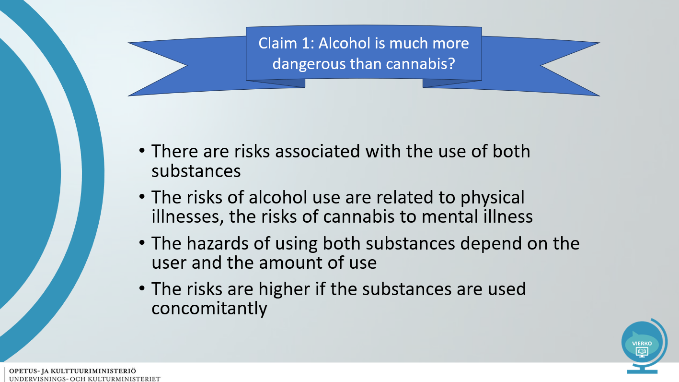 Claim 1: Alcohol is much more
dangerous than cannabis?
• There are risks associated with the use of both
substances
• The risks of alcohol use are related to physical
illnesses, the risks of cannabis to mental illness
• The hazards of using both substances depend on the
user and the amount of use
• The risks are higher if the substances are used
concomitantly
VIERKO
OPETUS- JA KULTTUURIMINISTERIÖ
UNDERVISNINGS- OCH KULTURMINISTERIET